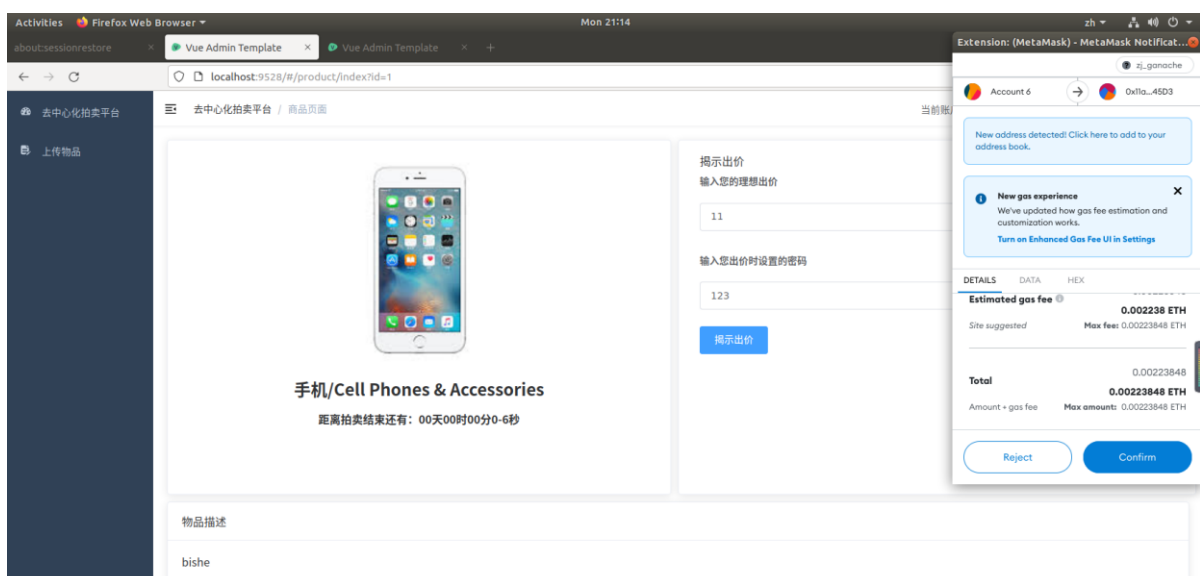 Activities Firefox Web Browser Mon 21:14 zh
about:sessionrestore × Vue Admin Template × Vue Admin Template × +
Extension: (MetaMask) - MetaMask Notificat...
localhost:9528/#/product/index?id=1
zj_ganache
去中心化拍卖平台
上传物品
去中心化拍卖平台 / 商品页面
当前账
手机/Cell Phones & Accessories
距离拍卖结束还有：00天00时00分0-6秒
揭示出价
输入您的理想出价
11
输入您出价时设置的密码
123
揭示出价
Account 6 0x11a...45D3
New address detected! Click here to add to your
address book.
New gas experience
We've updated how gas fee estimation and
customization works.
Turn on Enhanced Gas Fee UI in Settings
DETAILS DATA HEX
Estimated gas fee
0.002238 ETH
Site suggested Max fee: 0.00223848 ETH
0.00223848
Total
0.00223848 ETH
Amount + gas fee Max amount: 0.00223848 ETH
Reject Confirm
物品描述
bishe